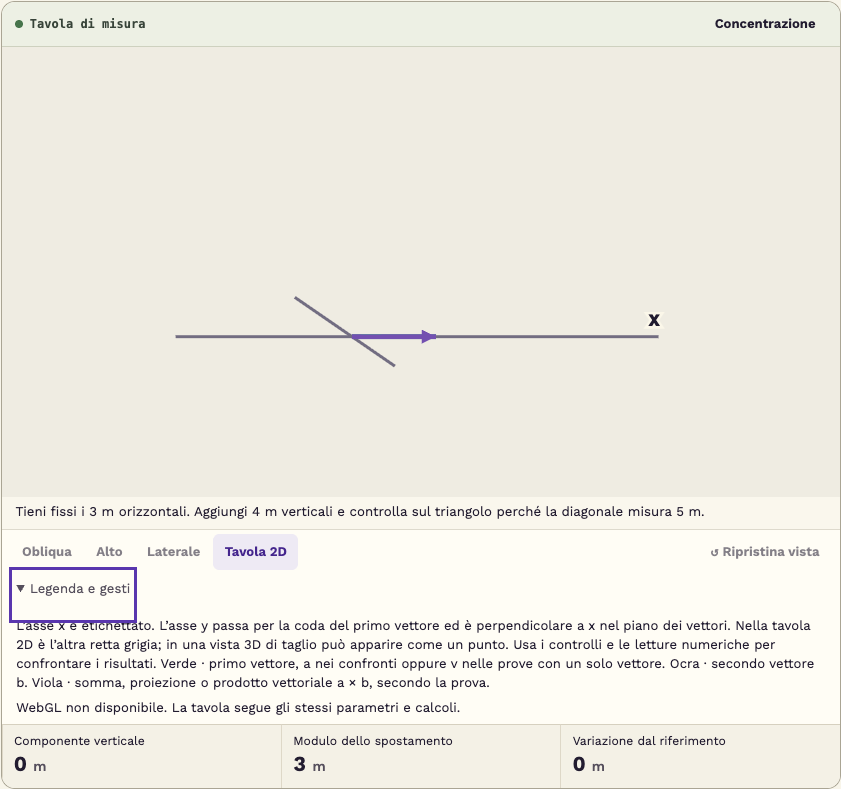 Tavola di misura
Concentrazione
x
Tieni fissi i 3 m orizzontali. Aggiungi 4 m verticali e controlla sul triangolo perché la diagonale misura 5 m.
Obliqua Alto Laterale Tavola 2D ↺ Ripristina vista
▼ Legenda e gesti
L’asse x è etichettato. L’asse y passa per la coda del primo vettore ed è perpendicolare a x nel piano dei vettori. Nella tavola
2D è l’altra retta grigia; in una vista 3D di taglio può apparire come un punto. Usa i controlli e le letture numeriche per
confrontare i risultati. Verde · primo vettore, a nei confronti oppure v nelle prove con un solo vettore. Ocra · secondo vettore
b. Viola · somma, proiezione o prodotto vettoriale a × b, secondo la prova.
WebGL non disponibile. La tavola segue gli stessi parametri e calcoli.
Componente verticale
0 m
Modulo dello spostamento
3 m
Variazione dal riferimento
0 m